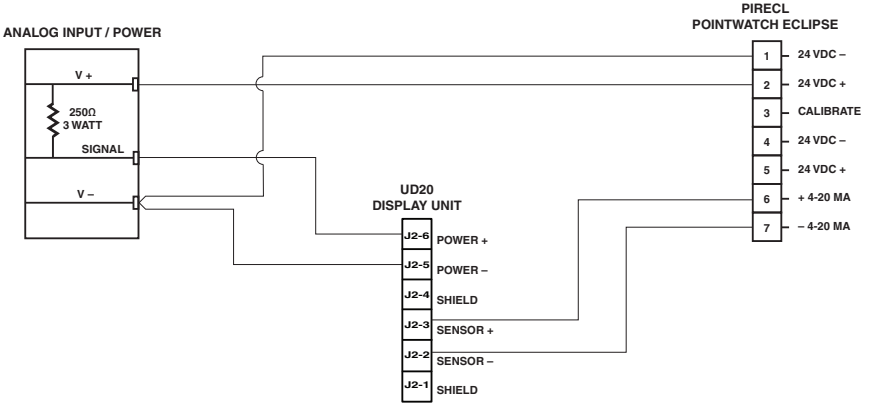 ANALOG INPUT / POWER
V +
250Ω
3 WATT
SIGNAL
V –
PIRECL
POINTWATCH ECLIPSE
1 24 VDC –
2 24 VDC +
3 CALIBRATE
4 24 VDC –
5 24 VDC +
6 + 4-20 MA
7 – 4-20 MA
UD20
DISPLAY UNIT
J2-6 POWER +
J2-5 POWER –
J2-4 SHIELD
J2-3 SENSOR +
J2-2 SENSOR –
J2-1 SHIELD